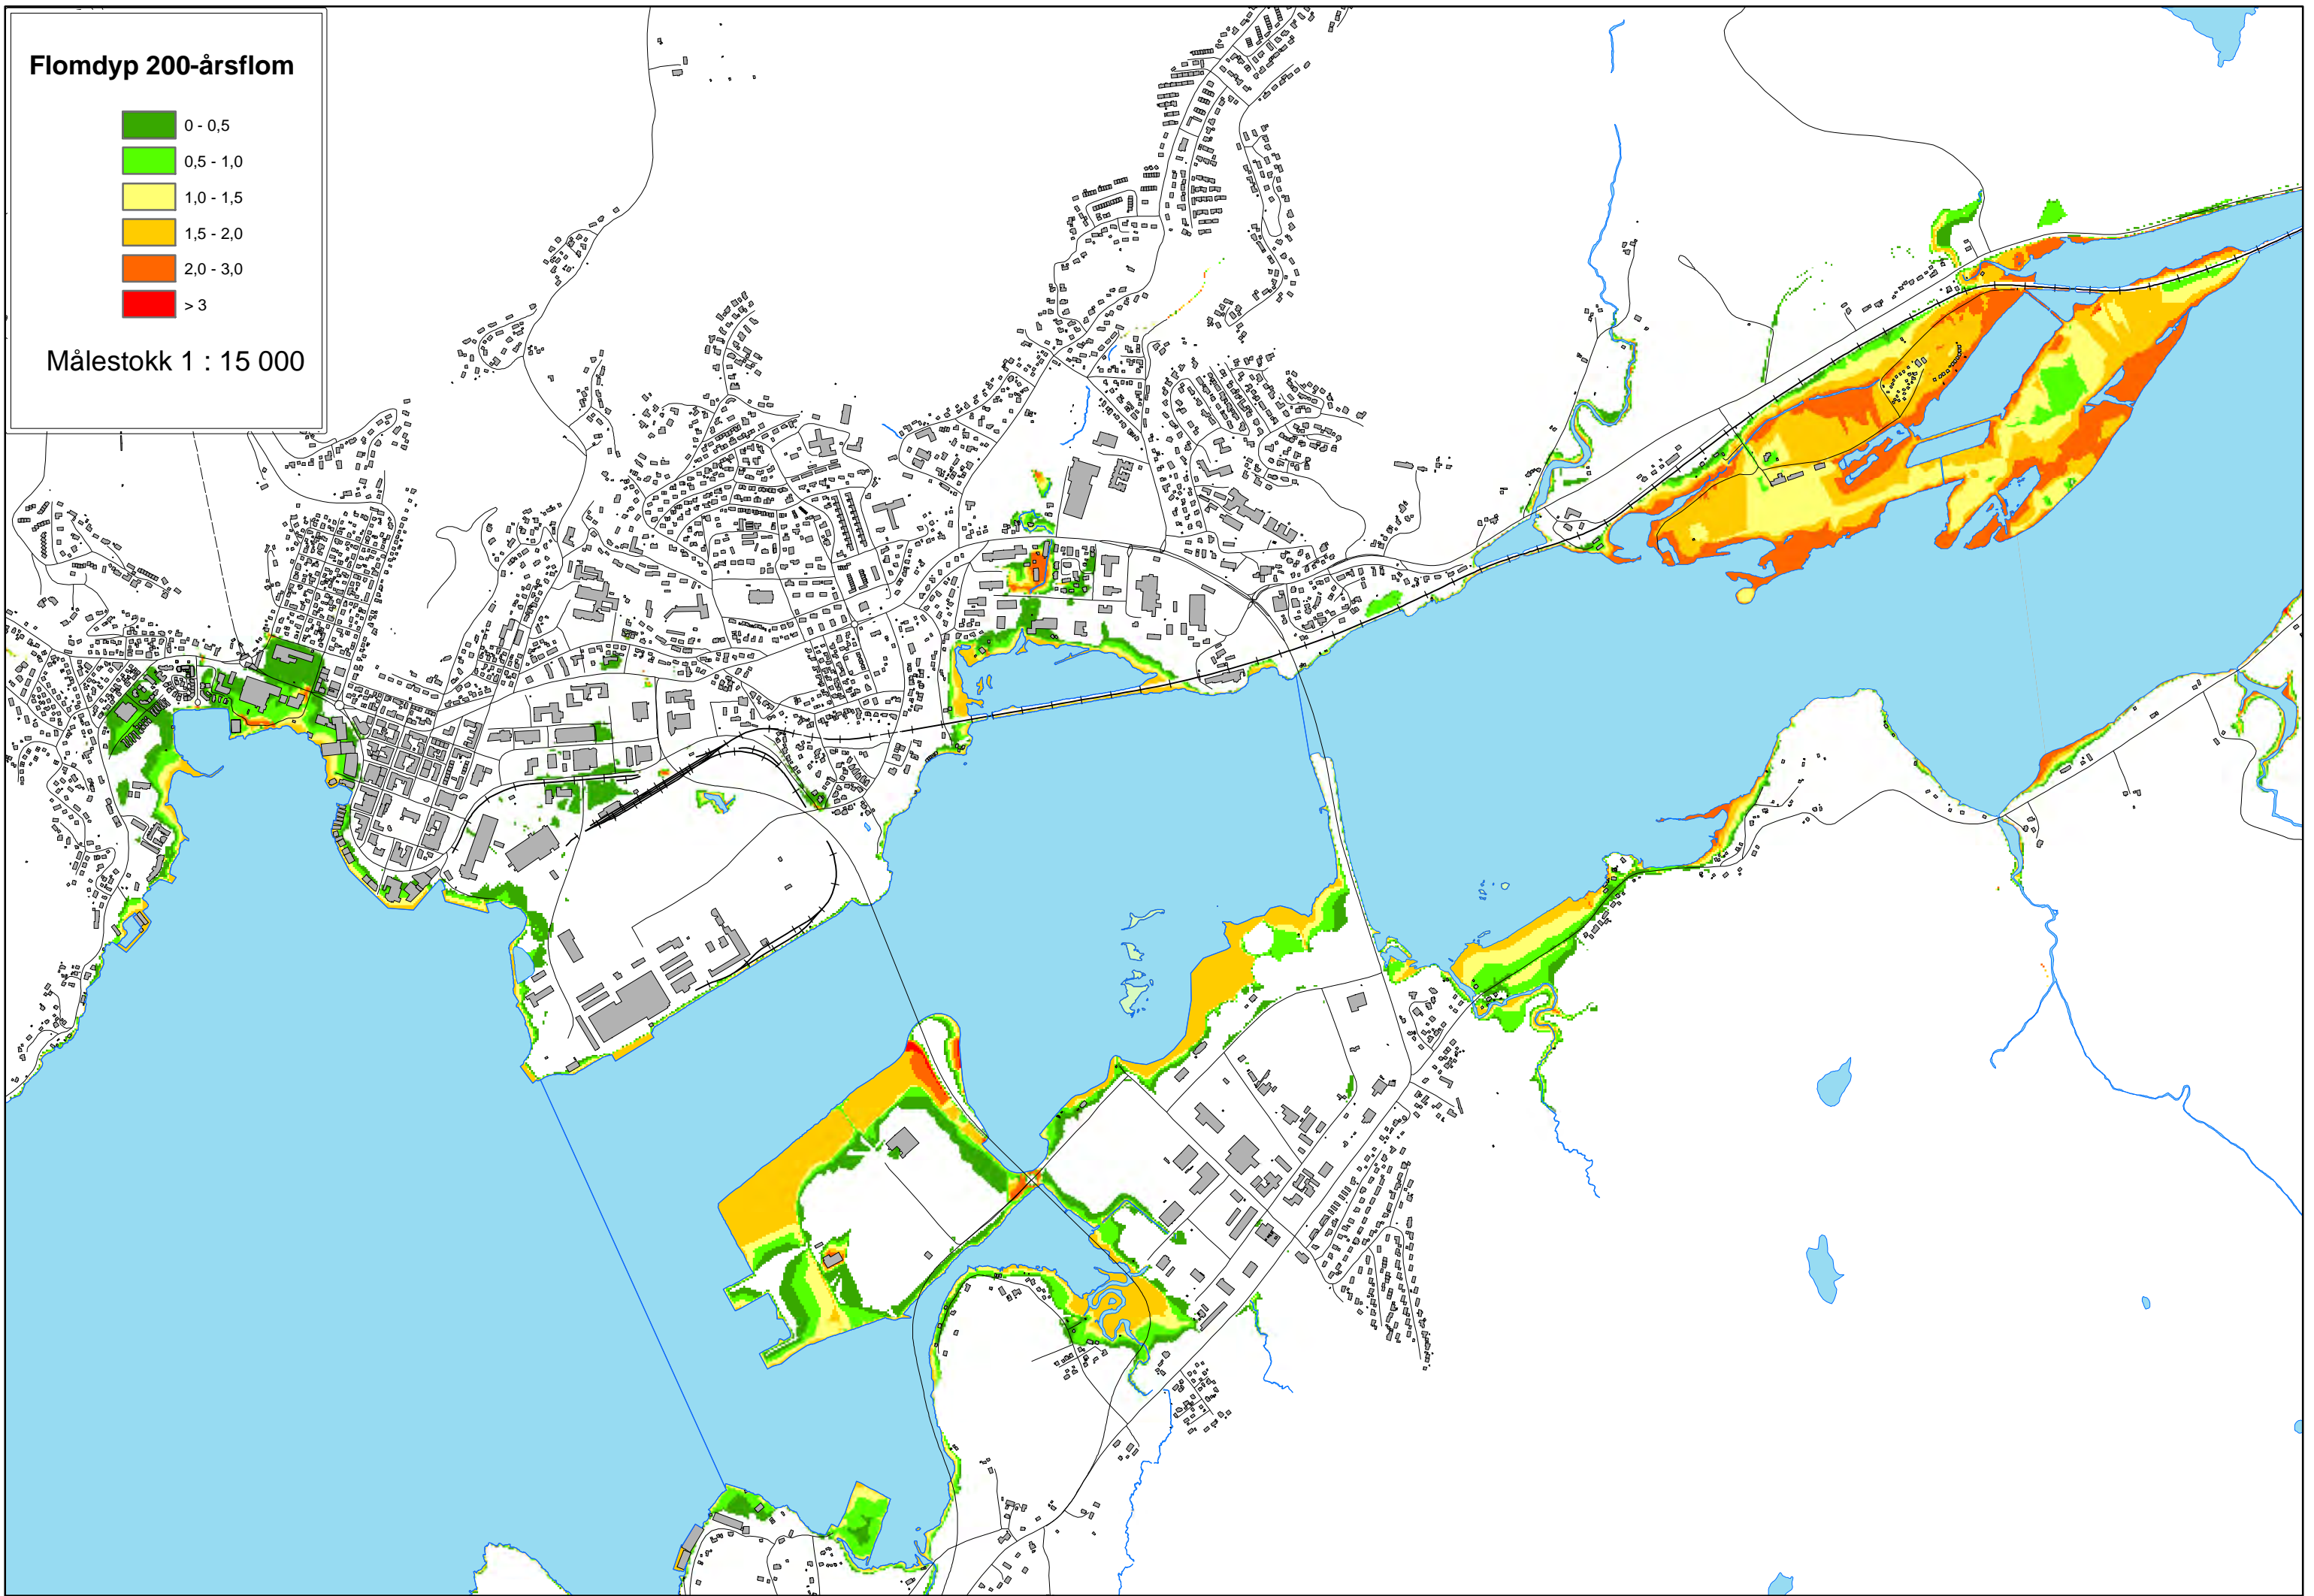 Flomdyp 200-årsflom
0 - 0,5
0,5 - 1,0
1,0 - 1,5
1,5 - 2,0
2,0 - 3,0
> 3
Målestokk 1 : 15 000